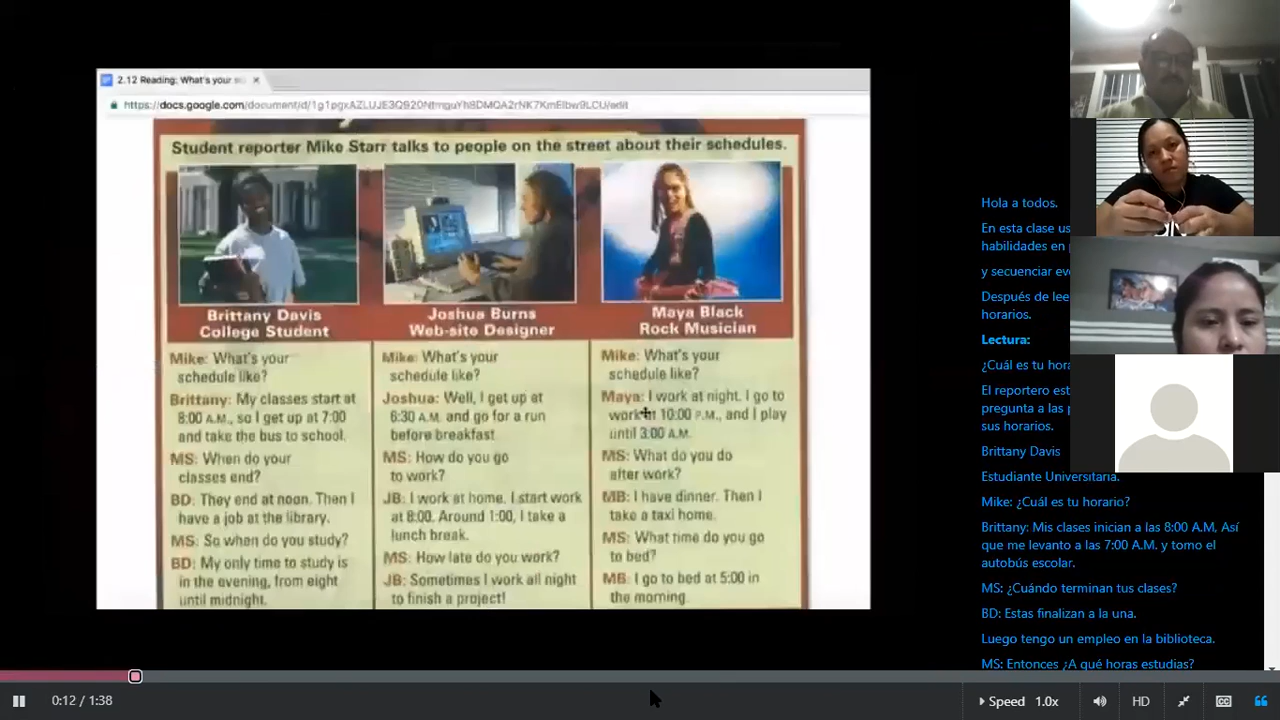 2.12 Reading: What's your
https://docs.google.com/document/d/
Student reporter Mike Starr talks to people on the street about their schedules.
Brittany Davis
College Student
Mike: What's your
schedule like?
Brittany: My classes start at
8:00 A.M., so I get up at 7:00
and take the bus to school.
MS: When do your
classes end?
BD: They end at noon. Then I
have a job at the library.
MS: So when do you study?
BD: My only time to study is
in the evening, from eight
until midnight.
Joshua Burns
Web-site Designer
Mike: What's your
schedule like?
Joshua: Well, I get up at
6:30 A.M. and go for a run
before breakfast.
MS: How do you go
to work?
JB: I work at home. I start work
at 8:00. Around 1:00, I take a
lunch break.
MS: How late do you work?
JB: Sometimes I work all night
to finish a project!
Maya Black
Rock Musician
Mike: What's your
schedule like?
Maya: I work at night. I go to
work at 10:00 P.M., and I play
until 3:00 A.M.
MS: What do you do
after work?
MB: I have dinner. Then I
take a taxi home.
MS: What time do you go
to bed?
MB: I go to bed at 5:00 in
the morning.
Hola a todos.
En esta clase
habilidades en
y secuenciar
Después de
horarios.
Lectura:
¿Cuál es tu
El reportero
pregunta a las
sus horarios.
Brittany Davis
Estudiante Universitaria.
Mike: ¿Cuál es tu horario?
Brittany: Mis clases inician a las 8:00 A.M, Así
que me levanto a las 7:00 A.M. y tomo el
autobús escolar.
MS: ¿Cuándo terminan tus clases?
BD: Estas finalizan a la una.
Luego tengo un empleo en la biblioteca.
MS: Entonces ¿A qué horas estudias?
0:12 / 1:38
Speed 1.0x
HD
CC